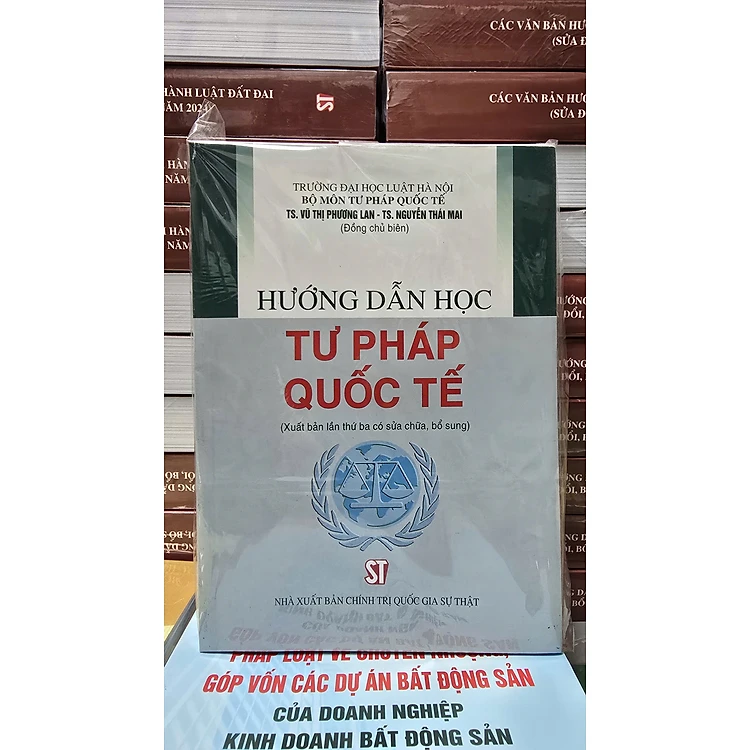 CÁC VĂN BẢN HƯỚ
(SỬA Đ
HÀNH LUẬT ĐẤT ĐAI
NĂM 2024
ST
CÁC VĂN BẢN HƯỚ
(SỬA Đ
TRƯỜNG ĐẠI HỌC LUẬT HÀ NỘI
BỘ MÔN TƯ PHÁP QUỐC TẾ
TS. VŨ THỊ PHƯƠNG LAN - TS. NGUYỄN THÁI MAI
(Đồng chủ biên)
HƯỚNG DẪN HỌC
TƯ PHÁP
QUỐC TẾ
(Xuất bản lần thứ ba có sửa chữa, bổ sung)
ST
NHÀ XUẤT BẢN CHÍNH TRỊ QUỐC GIA SỰ THẬT
PHÁP LUẬT VỀ CHUYỂN NHƯỢNG,
GÓP VỐN CÁC DỰ ÁN BẤT ĐỘNG SẢN
CỦA DOANH NGHIỆP
KINH DOANH BẤT ĐỘNG SẢN